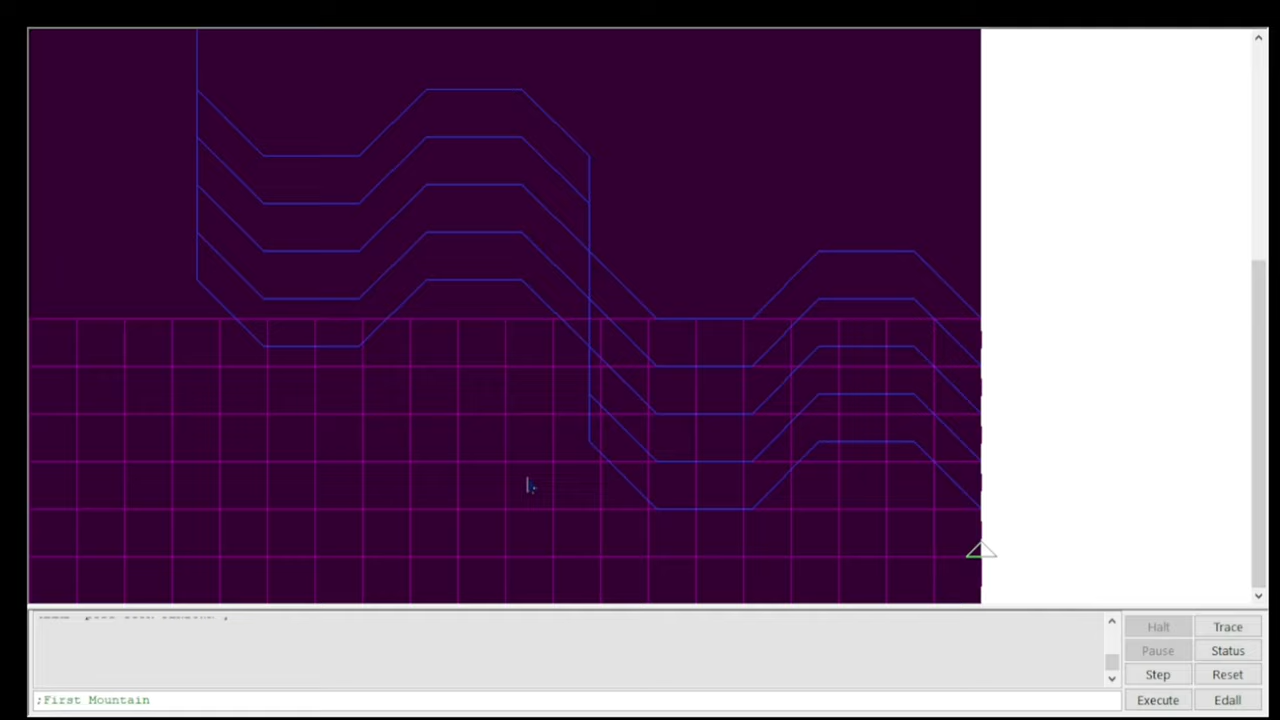 Halt
Trace
Pause
Status
Step
Reset
;First Mountain
Execute
Edall